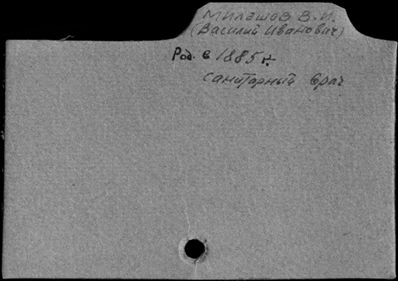 Милашов В.И.
(Василий Иванович)
Род. в 1885 г.
санитарный врач